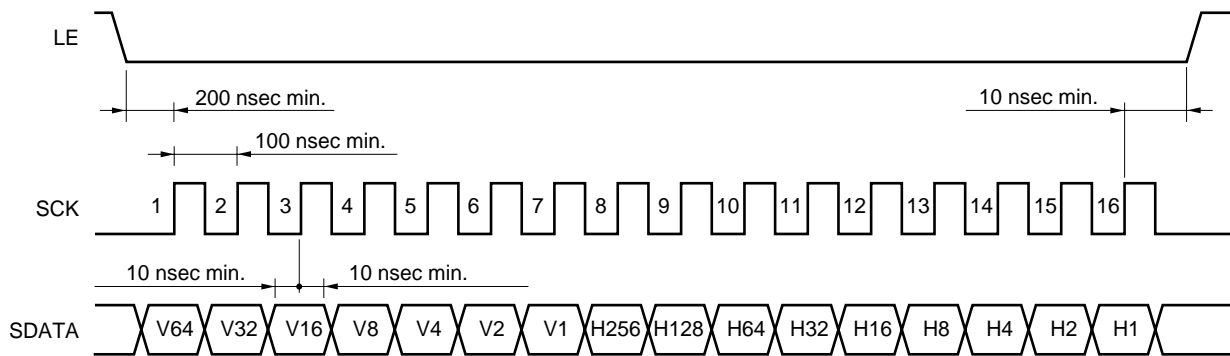 LE
200 nsec min.
10 nsec min.
100 nsec min.
SCK
1 2 3 4 5 6 7 8 9 10 11 12 13 14 15 16
10 nsec min.
10 nsec min.
SDATA
V64 V32 V16 V8 V4 V2 V1 H256 H128 H64 H32 H16 H8 H4 H2 H1